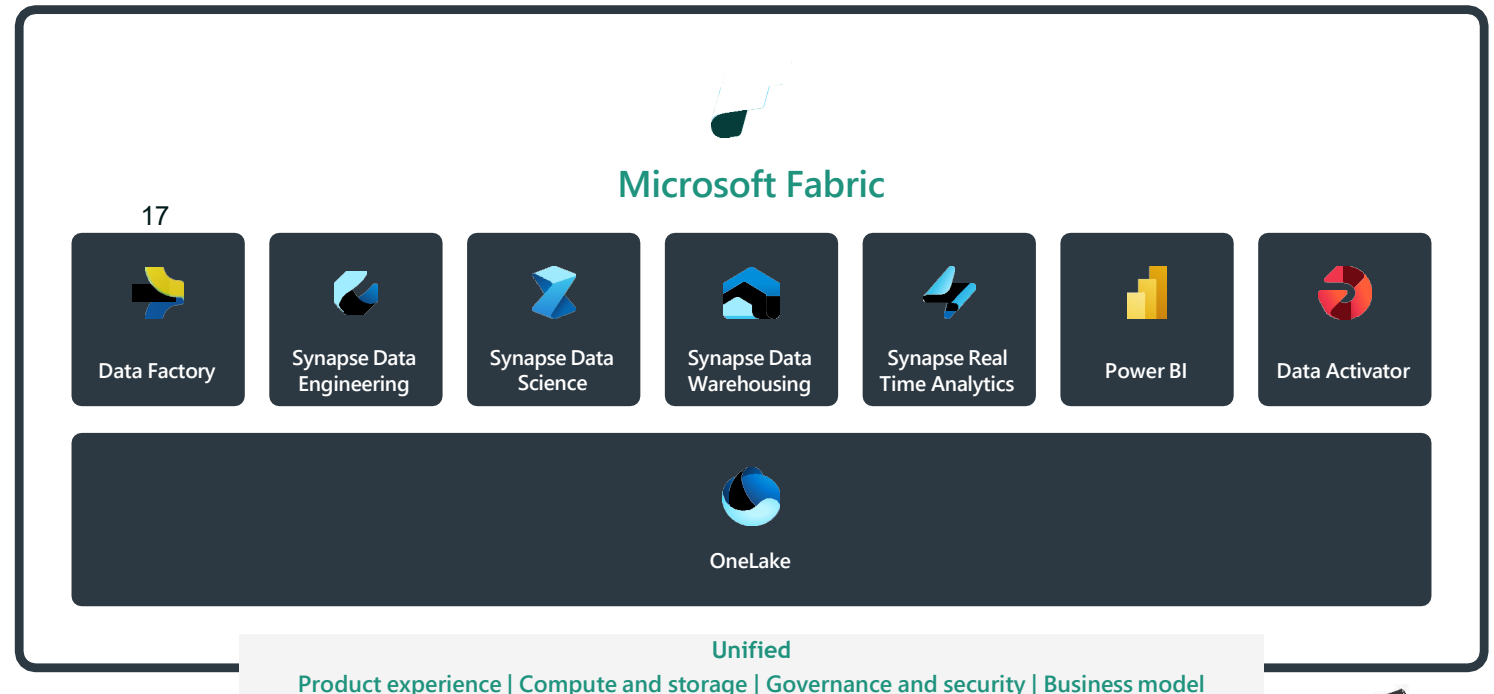 Microsoft Fabric
17
Data Factory
Synapse Data
Engineering
Synapse Data
Science
Synapse Data
Warehousing
Synapse Real
Time Analytics
Power BI
Data Activator
OneLake
Unified
Product experience | Compute and storage | Governance and security | Business model